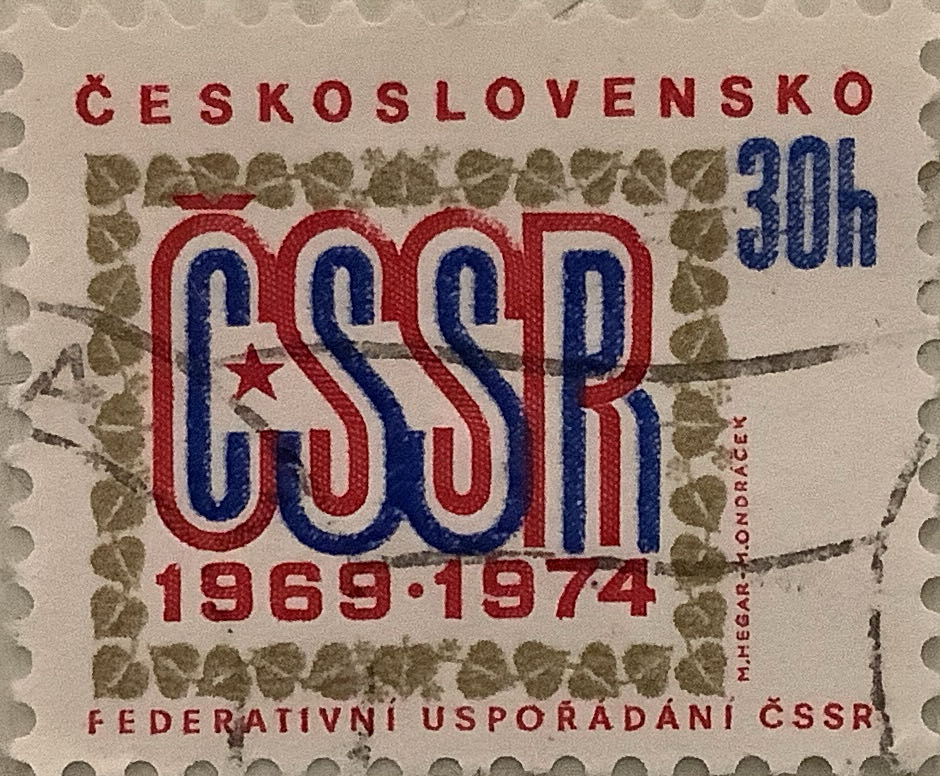 ČESKOSLOVENSKO
30h
ČSSR
1969·1974
M.HEGAR-M.ONDRÁČEK
FEDERATIVNÍ USPOŘÁDÁNÍ ČSSR